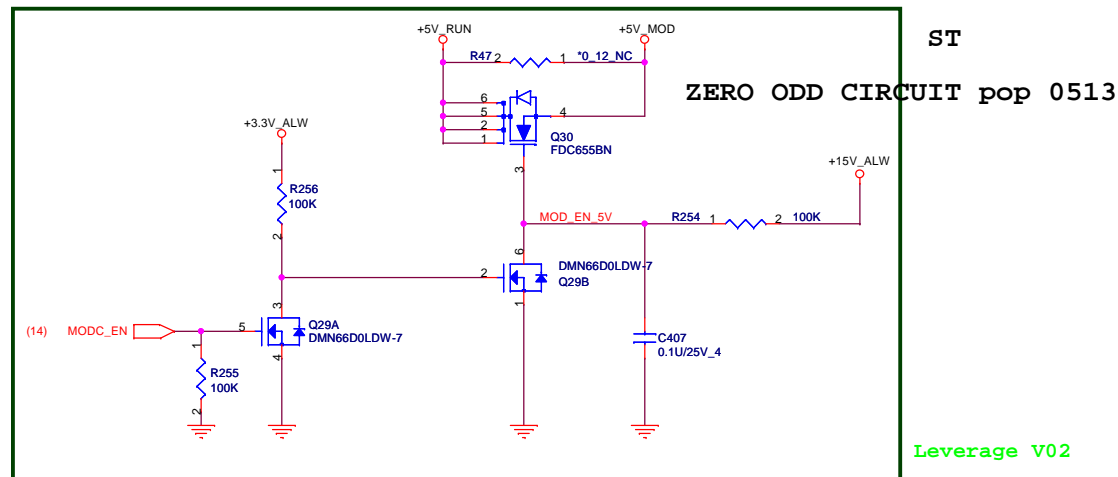 +5V_RUN
+5V_MOD
ST
R47 2 1 *0_12_NC
ZERO ODD CIRCUIT pop 0513
6
5
2
1
4
Q30
FDC655BN
3
+3.3V_ALW
+15V_ALW
1
R256
100K
2
MOD_EN_5V
R254 1 2 100K
6
DMN66D0LDW-7
2
Q29B
1
3
(14) MODC_EN
5
Q29A
DMN66D0LDW-7
4
C407
0.1U/25V_4
1
R255
100K
2
Leverage V02